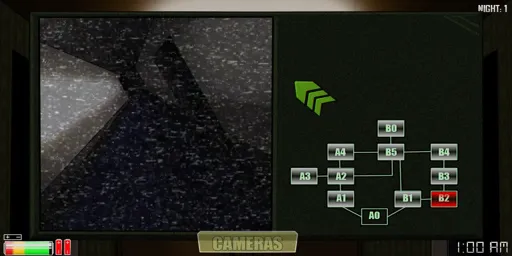 NIGHT: 1
B0
A4 B5 B4
A3 A2 B3
A1 B1 B2
A0
CAMERAS
1:00 AM